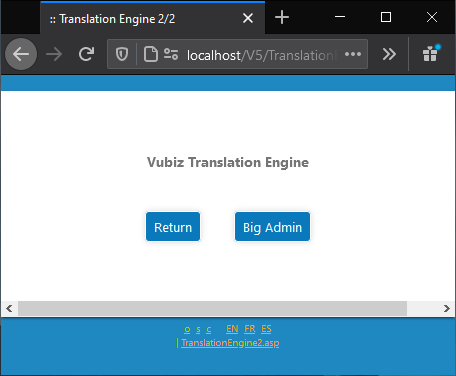 :: Translation Engine 2/2
localhost/V5/Translation
Vubiz Translation Engine
Return Big Admin
o s c EN FR ES
| TranslationEngine2.asp